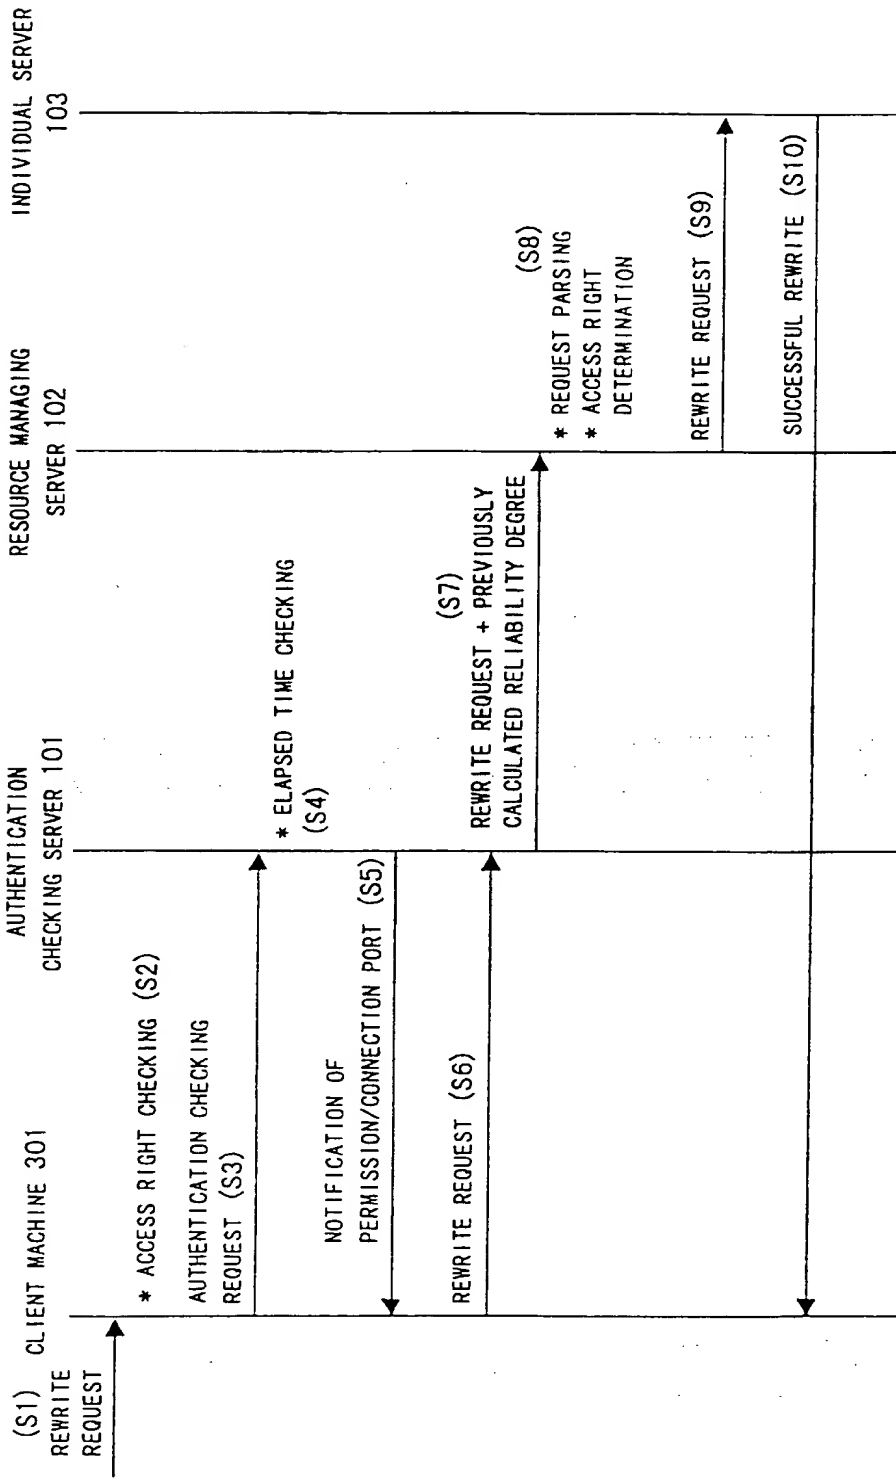 (S1)
REWRITE
REQUEST
CLIENT MACHINE 301
AUTHENTICATION
CHECKING SERVER 101
RESOURCE MANAGING
SERVER 102
INDIVIDUAL SERVER
103
* ACCESS RIGHT CHECKING (S2)
AUTHENTICATION CHECKING
REQUEST (S3)
* ELAPSED TIME CHECKING
(S4)
NOTIFICATION OF
PERMISSION/CONNECTION PORT (S5)
REWRITE REQUEST (S6)
(S7)
REWRITE REQUEST + PREVIOUSLY
CALCULATED RELIABILITY DEGREE
(S8)
* REQUEST PARSING
* ACCESS RIGHT
DETERMINATION
REWRITE REQUEST (S9)
SUCCESSFUL REWRITE (S10)